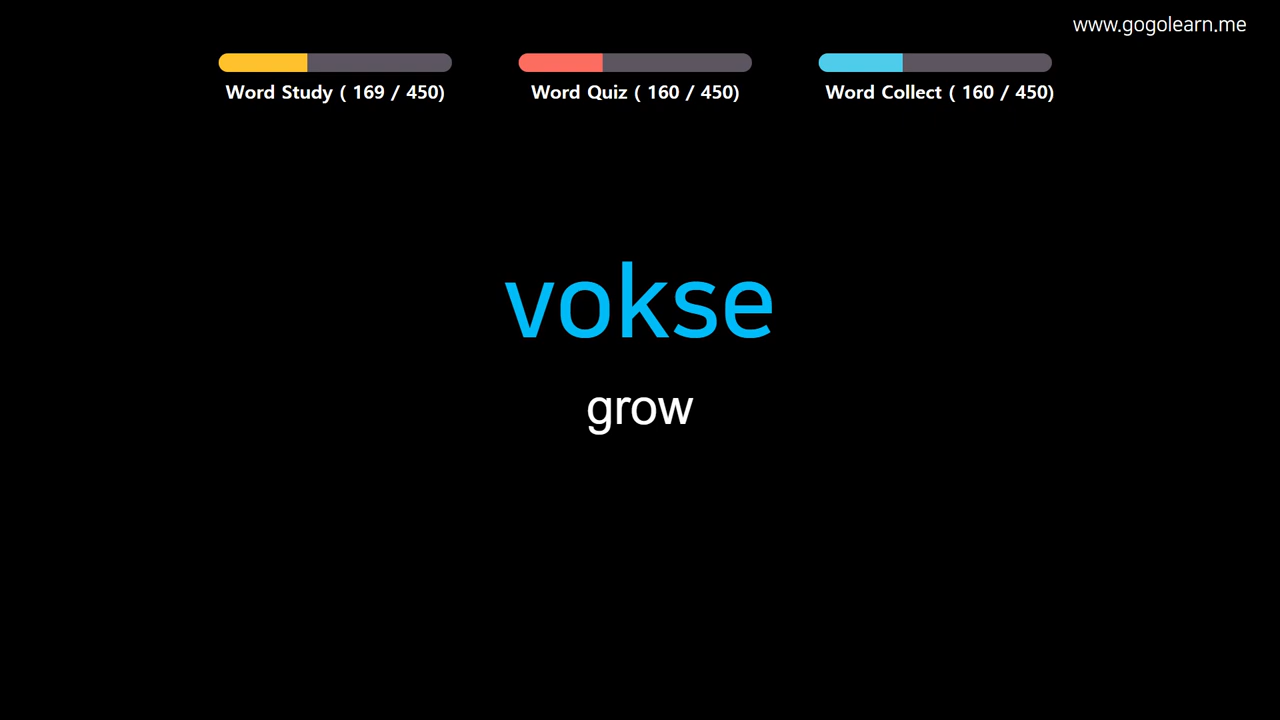 www.gogolearn.me
Word Study ( 169 / 450)
Word Quiz ( 160 / 450)
Word Collect ( 160 / 450)
vokse
grow